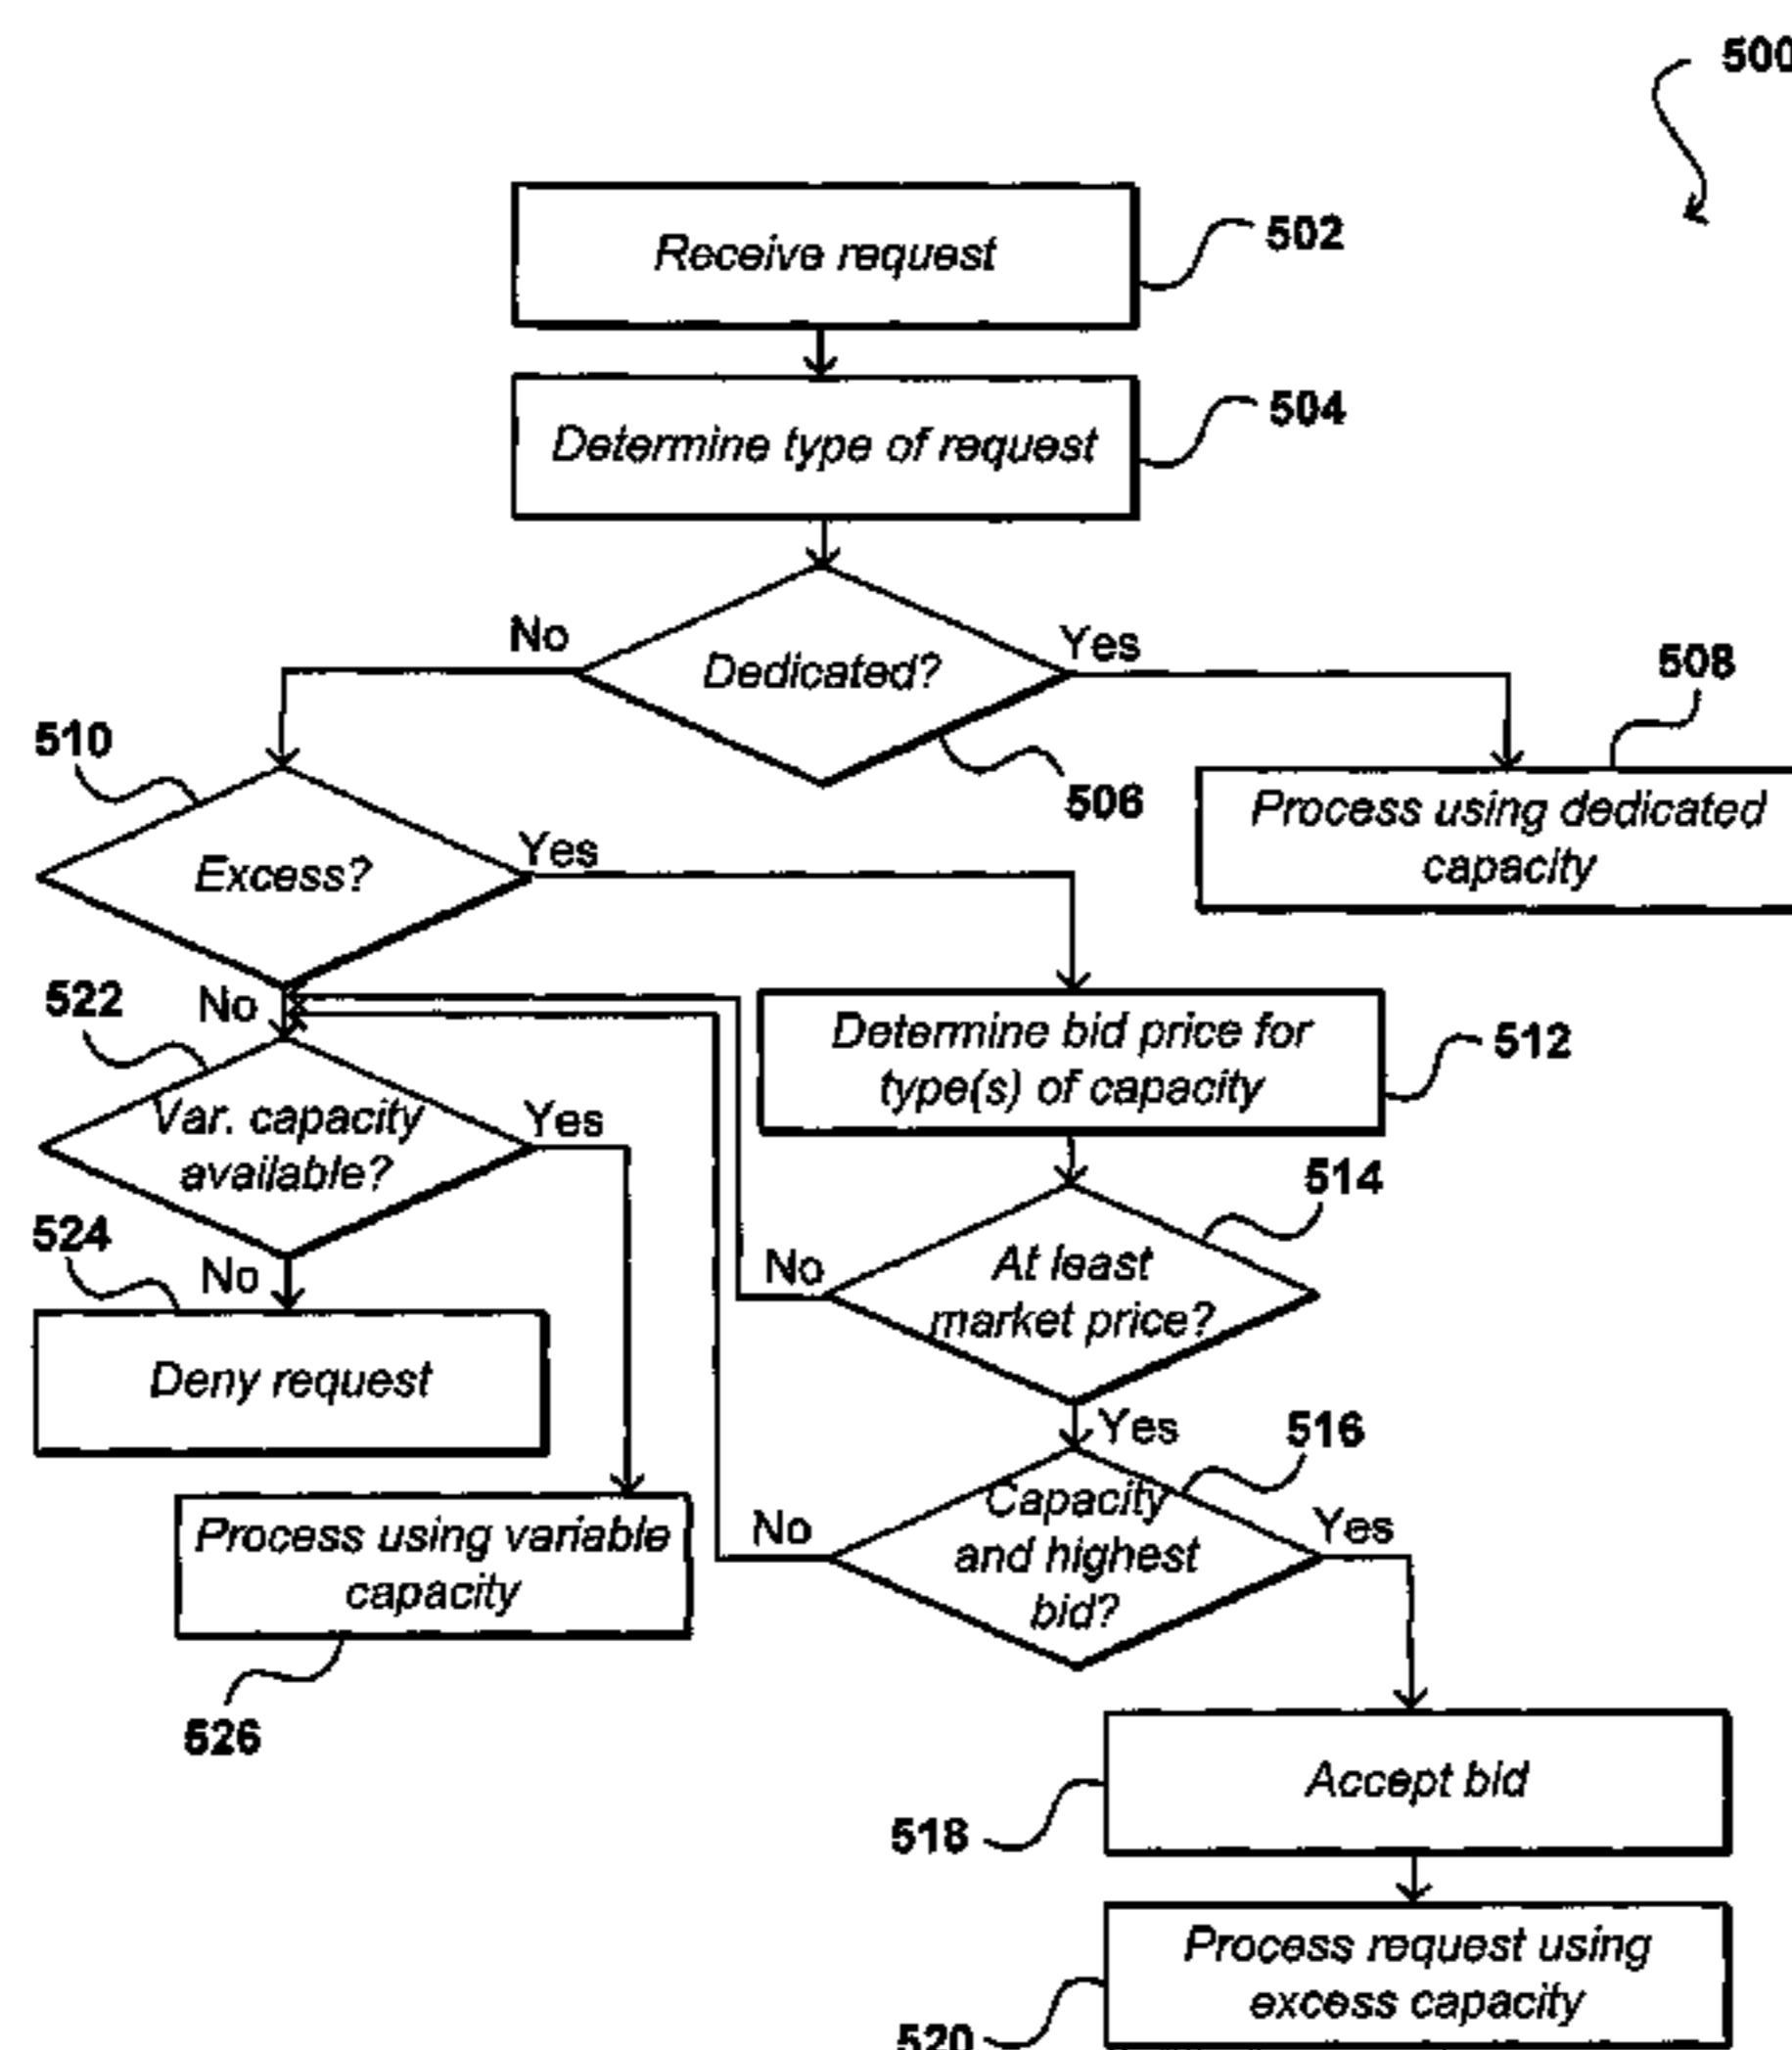 500
Receive request
502
Determine type of request
504
No
Dedicated?
Yes
508
506
Process using dedicated
capacity
510
Excess?
Yes
No
522
Determine bid price for
type(s) of capacity
512
Var. capacity
available?
Yes
514
524
No
At least
market price?
No
Deny request
Yes
516
Capacity
and highest
bid?
No
Yes
Process using variable
capacity
526
Accept bid
518
Process request using
excess capacity
520